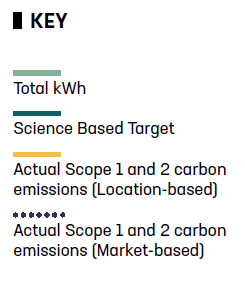 KEY
Total kWh
Science Based Target
Actual Scope 1 and 2 carbon
emissions (Location-based)
Actual Scope 1 and 2 carbon
emissions (Market-based)